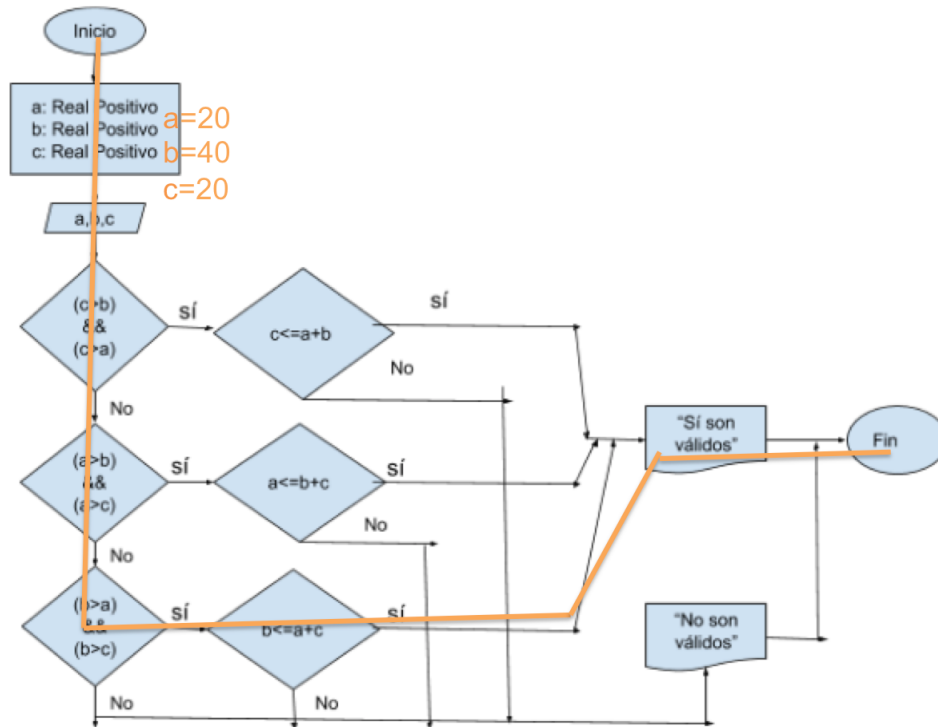 Inicio
a: Real Positivo
b: Real Positivo
c: Real Positivo
a=20
b=40
c=20
a,b,c
(c>b)
&&
(c>a)
sí
c<=a+b
sí
No
No
(a>b)
&&
(a>c)
sí
a<=b+c
sí
No
No
(b>a)
&&
(b>c)
sí
b<=a+c
sí
No
No
“Sí son
válidos”
Fin
“No son
válidos”